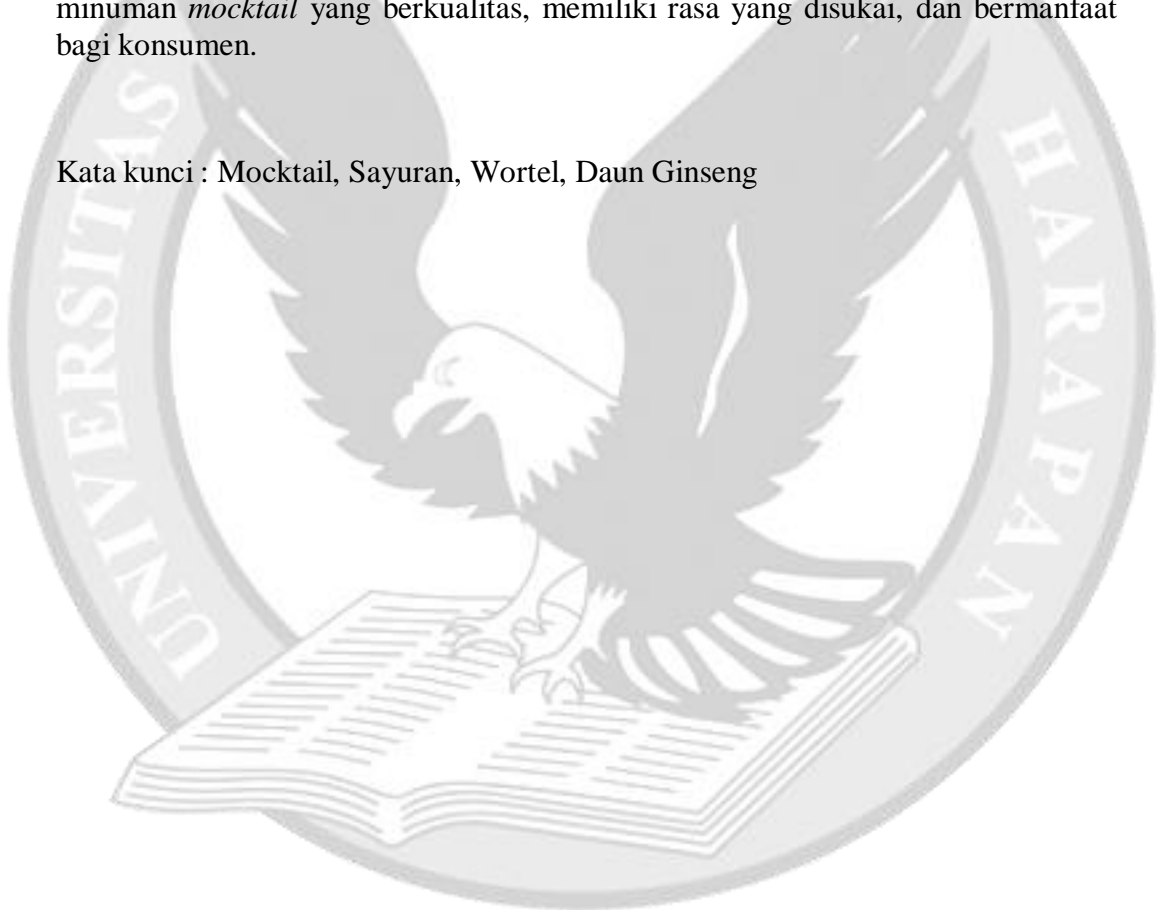 minuman mocktail yang berkualitas, memiliki rasa yang disukai, dan bermanfaat
bagi konsumen.
Kata kunci : Mocktail, Sayuran, Wortel, Daun Ginseng
UNIVERSITAS
HARAPAN